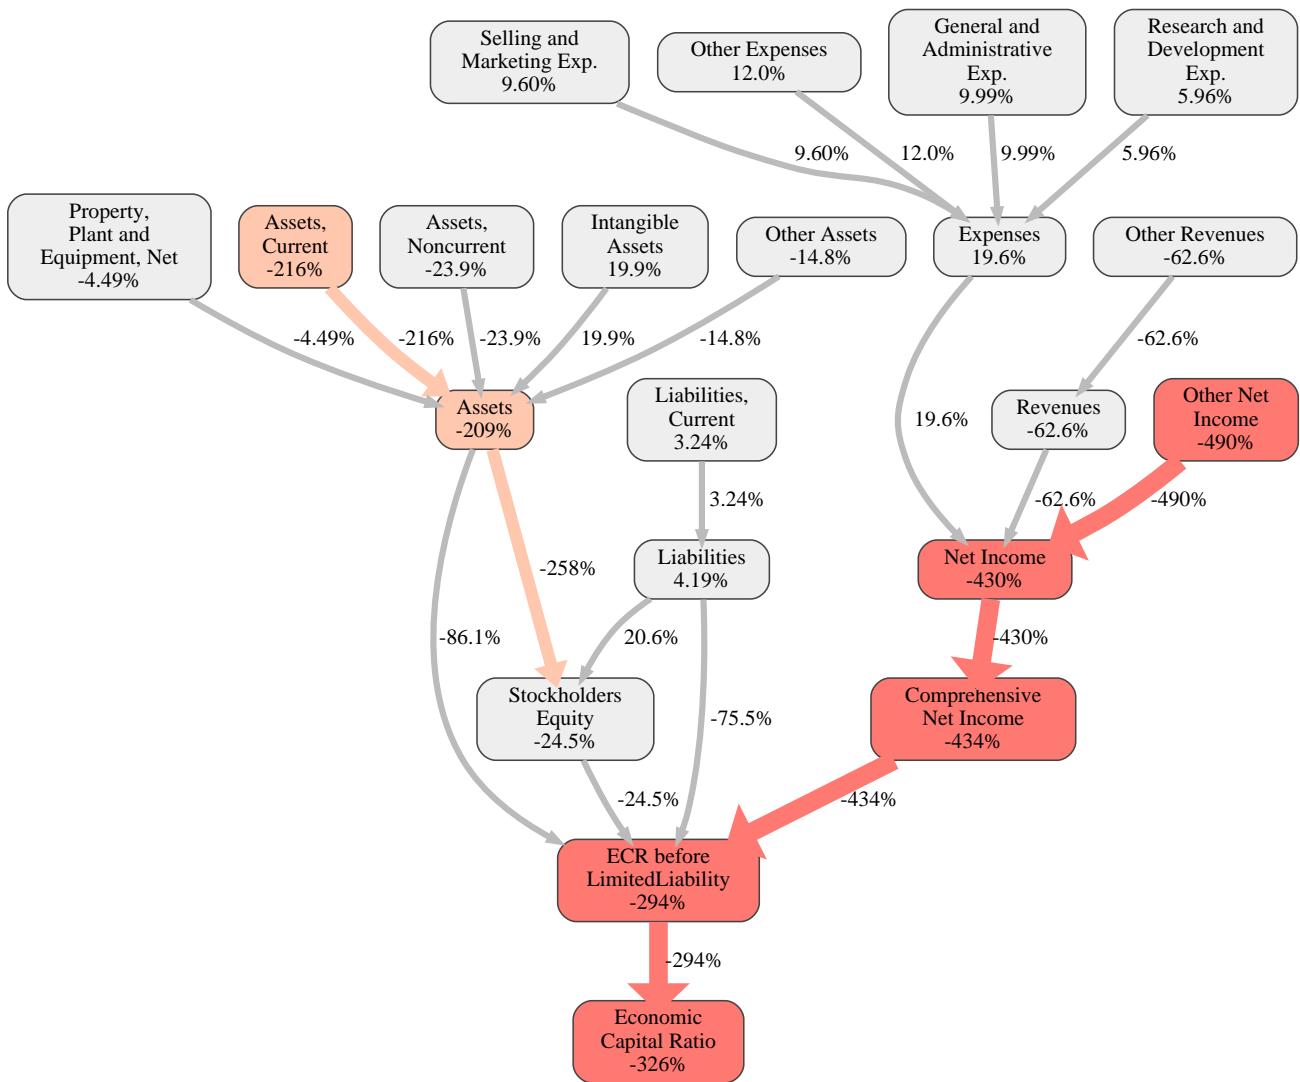 Selling and
Marketing Exp.
9.60%
Other Expenses
12.0%
General and
Administrative
Exp.
9.99%
Research and
Development
Exp.
5.96%
9.60%
12.0%
9.99%
5.96%
Property,
Plant and
Equipment, Net
-4.49%
Assets,
Current
-216%
Assets,
Noncurrent
-23.9%
Intangible
Assets
19.9%
Other Assets
-14.8%
Expenses
19.6%
Other Revenues
-62.6%
-4.49%
-216%
-23.9%
19.9%
-14.8%
-62.6%
Assets
-209%
Liabilities,
Current
3.24%
19.6%
Revenues
-62.6%
Other Net
Income
-490%
3.24%
-62.6%
-490%
-258%
Liabilities
4.19%
Net Income
-430%
-86.1%
20.6%
-430%
Stockholders
Equity
-24.5%
-75.5%
Comprehensive
Net Income
-434%
-24.5%
-434%
ECR before
LimitedLiability
-294%
-294%
Economic
Capital Ratio
-326%